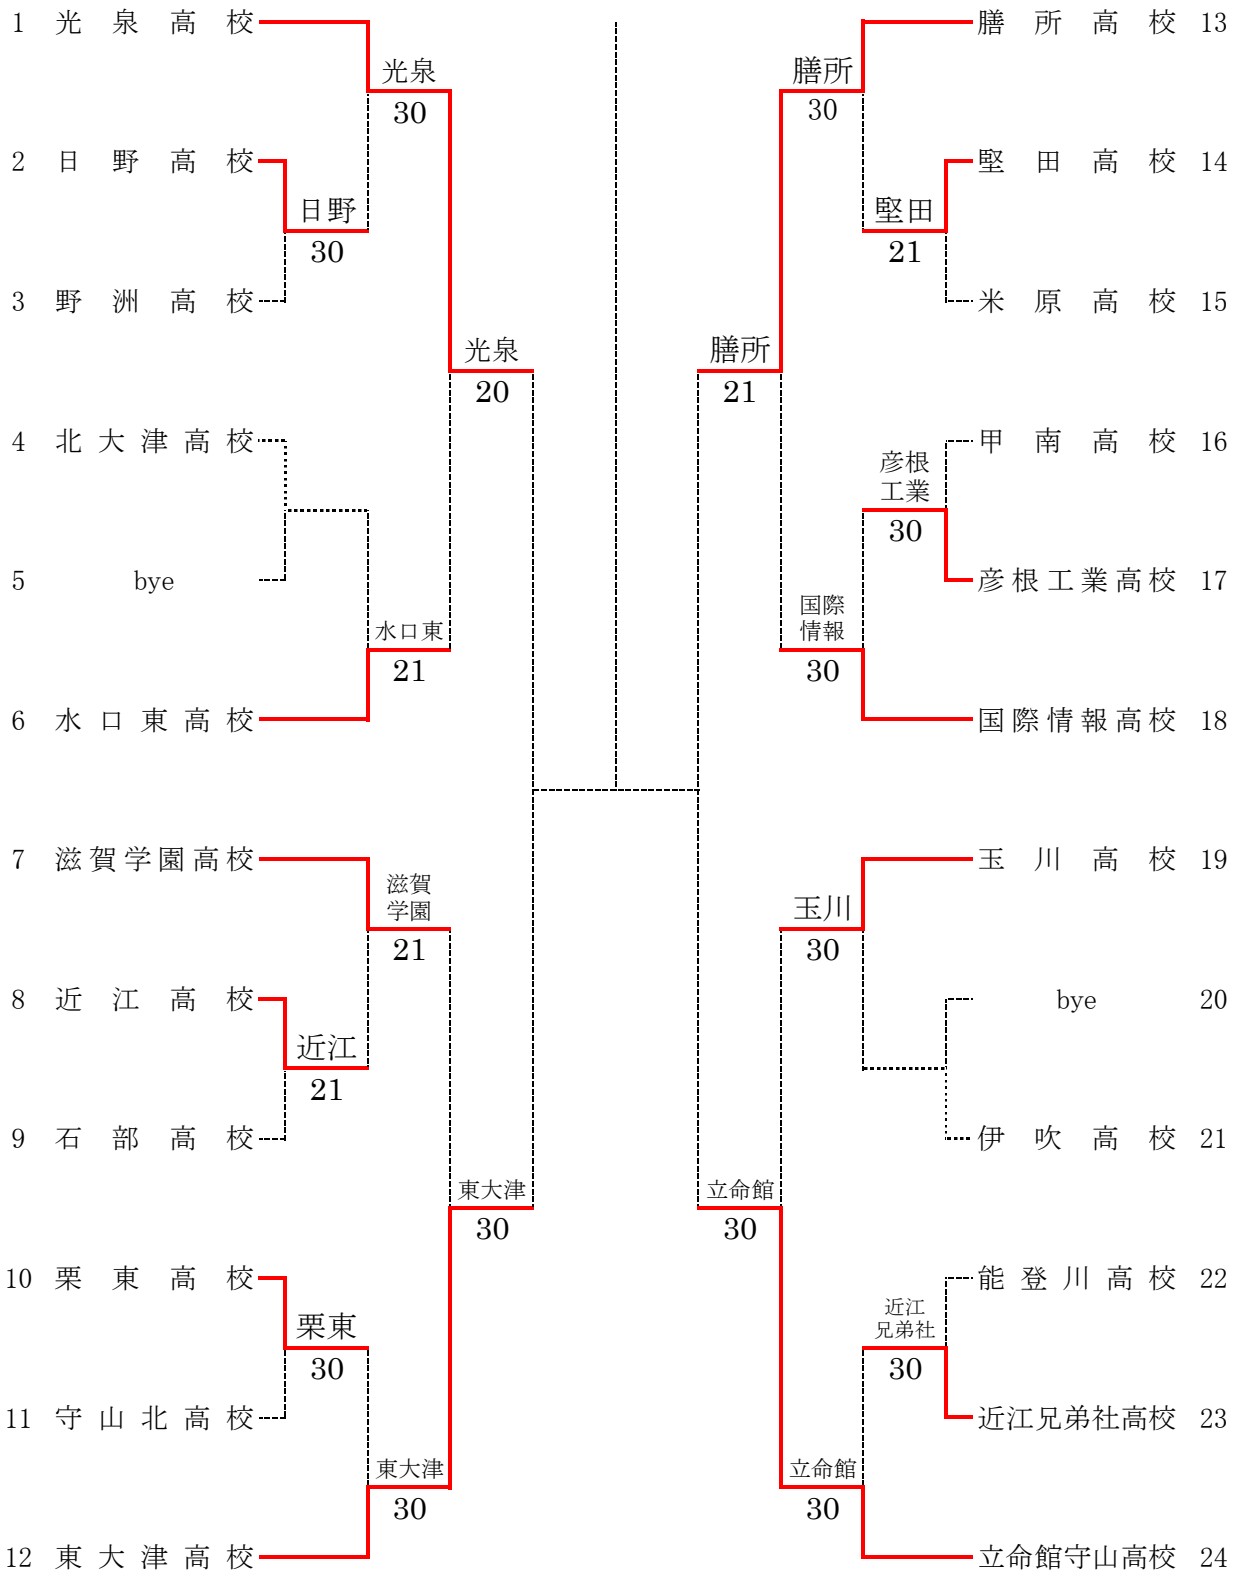 1 光泉高校
2 日野高校
3 野洲高校
4 北大津高校
5 bye
6 水口東高校
7 滋賀学園高校
8 近江高校
9 石部高校
10 栗東高校
11 守山北高校
12 東大津高校
光泉
30
日野
30
光泉
20
水口東
21
滋賀
学園
21
近江
21
東大津
30
栗東
30
東大津
30
膳所
30
堅田
21
膳所
21
彦根
工業
30
国際
情報
30
玉川
30
立命館
30
近江
兄弟社
30
立命館
30
膳所高校 13
堅田高校 14
米原高校 15
甲南高校 16
彦根工業高校 17
国際情報高校 18
玉川高校 19
bye 20
伊吹高校 21
能登川高校 22
近江兄弟社高校 23
立命館守山高校 24